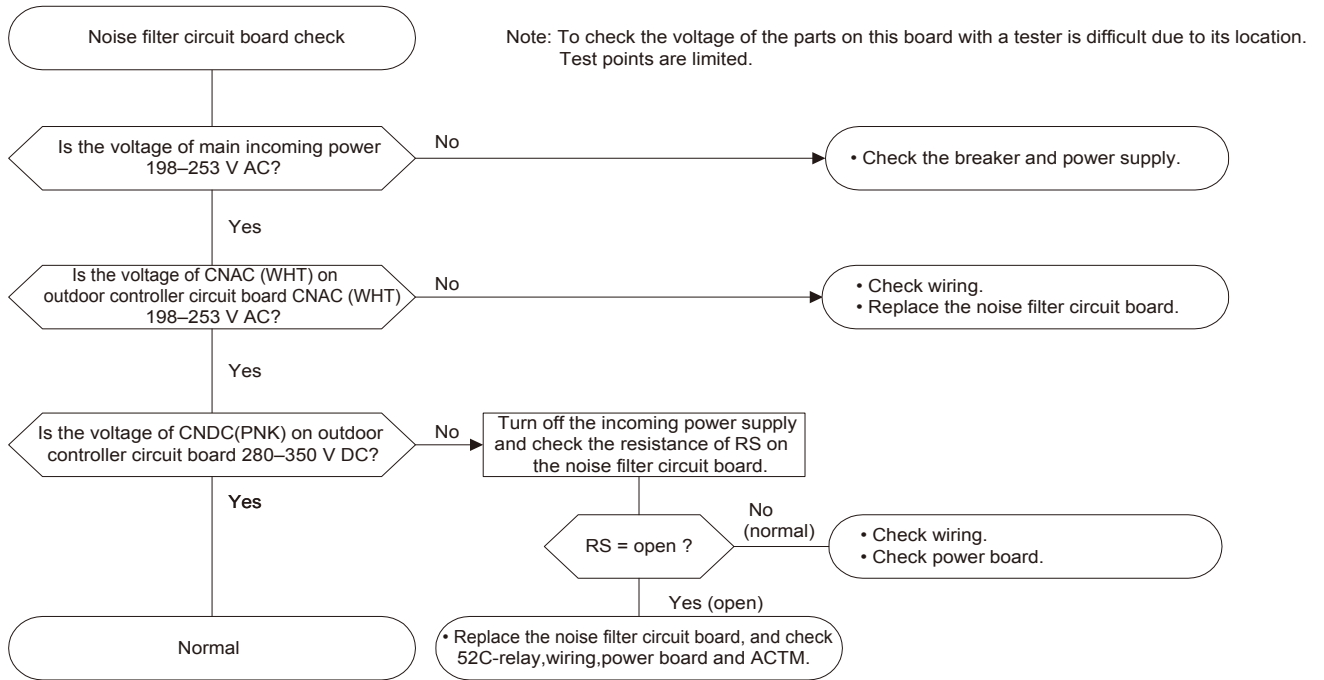 Noise filter circuit board check
Note: To check the voltage of the parts on this board with a tester is difficult due to its location.
Test points are limited.
Is the voltage of main incoming power
198–253 V AC?
No
• Check the breaker and power supply.
Yes
Is the voltage of CNAC (WHT) on
outdoor controller circuit board CNAC (WHT)
198–253 V AC?
No
• Check wiring.
• Replace the noise filter circuit board.
Yes
Is the voltage of CNDC(PNK) on outdoor
controller circuit board 280–350 V DC?
No
Turn off the incoming power supply
and check the resistance of RS on
the noise filter circuit board.
Yes
RS = open ?
No
(normal)
• Check wiring.
• Check power board.
Yes (open)
Normal
• Replace the noise filter circuit board, and check
52C-relay,wiring,power board and ACTM.